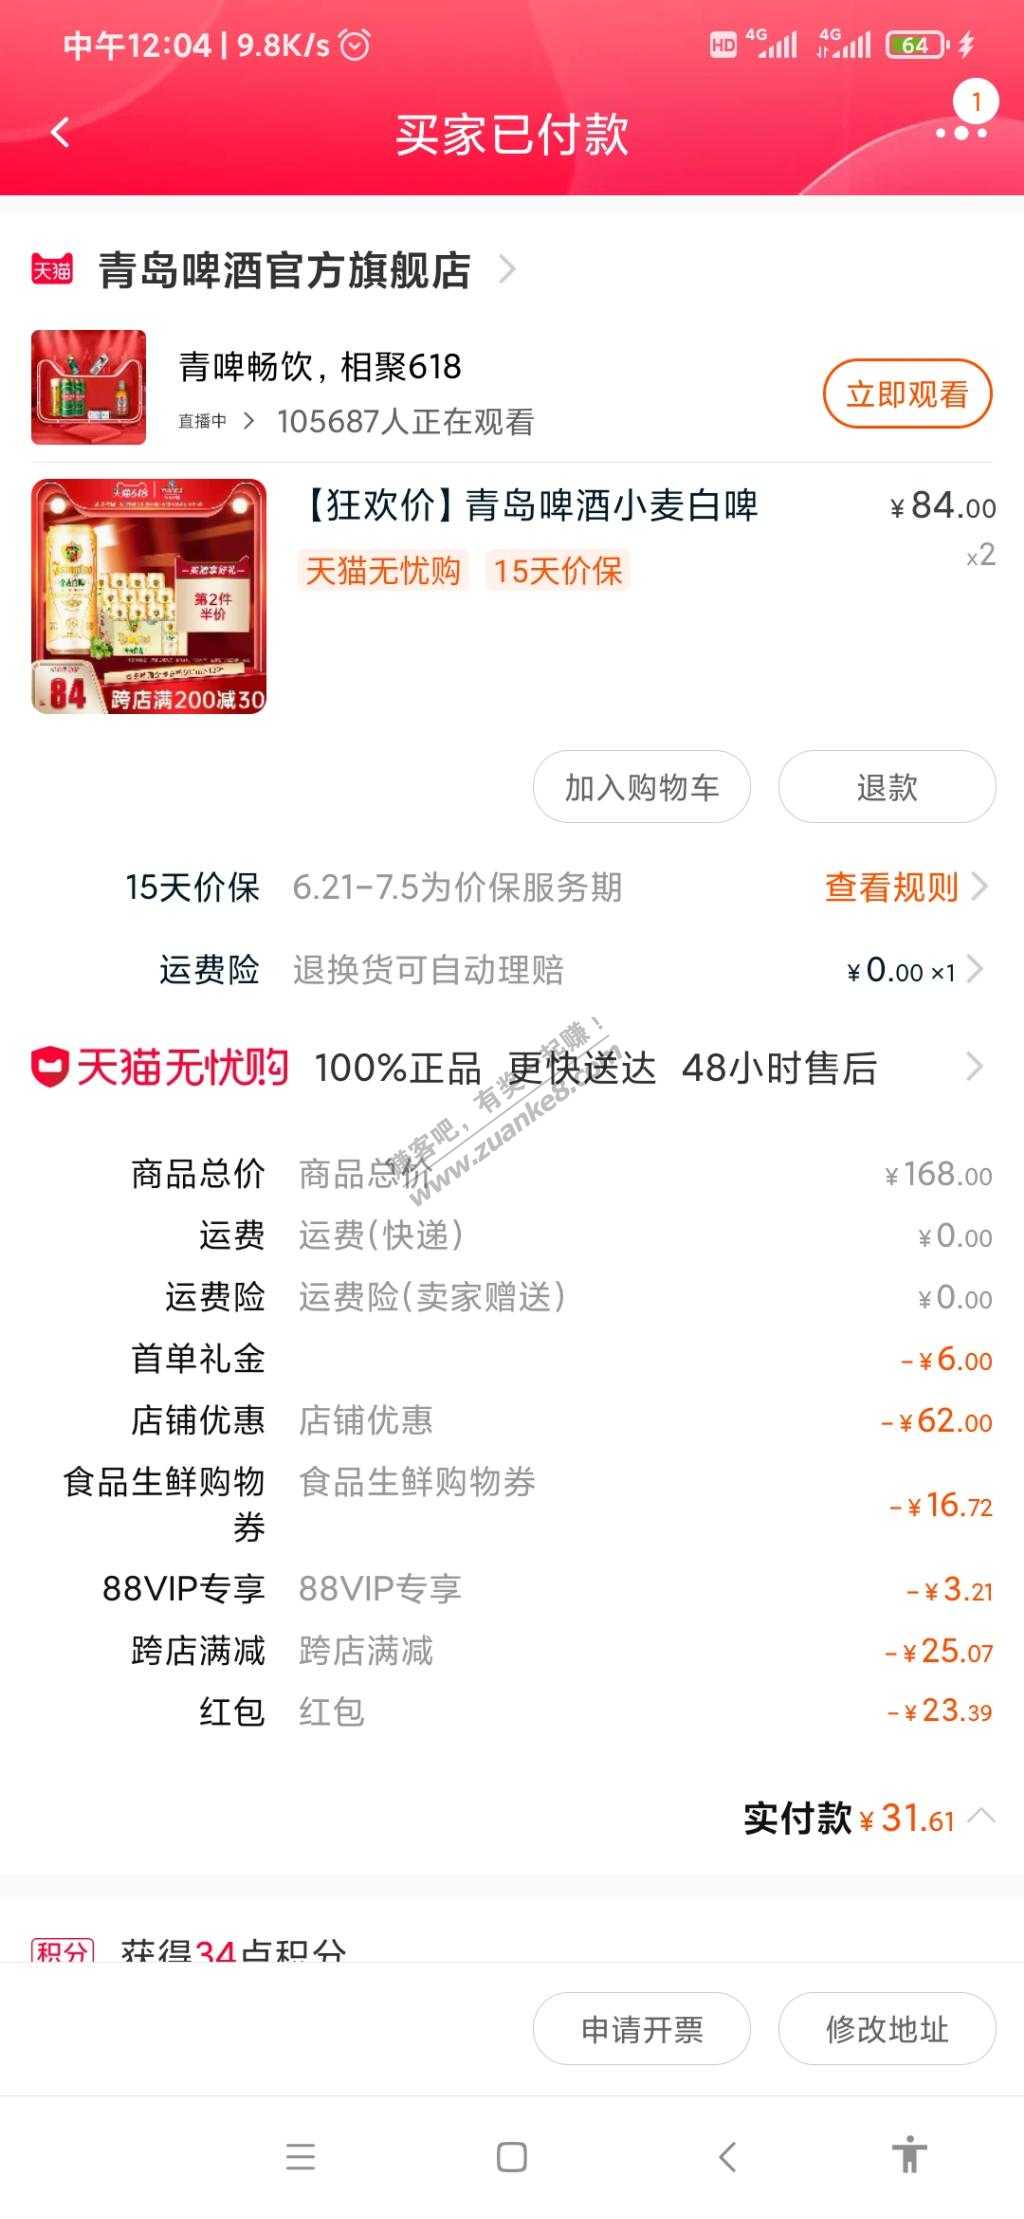 中午12:04 | 9.8K/s
HD 4G 4G 64
1
买家已付款
天猫 青岛啤酒官方旗舰店
青啤畅饮，相聚618
直播中 105687人正在观看
立即观看
【狂欢价】青岛啤酒小麦白啤
¥84.00
天猫无忧购 15天价保
x2
天猫618
买酒享好礼
第2件
半价
84
跨店满200减30
加入购物车
退款
15天价保 6.21-7.5为价保服务期 查看规则
运费险 退换货可自动理赔 ¥0.00 ×1
天猫无忧购 100%正品 更快送达 48小时售后
赚客吧，有奖一起赚！
www.zuanke8.com
商品总价 商品总价 ¥168.00
运费 运费(快递) ¥0.00
运费险 运费险(卖家赠送) ¥0.00
首单礼金 -¥6.00
店铺优惠 店铺优惠 -¥62.00
食品生鲜购物券 食品生鲜购物券 -¥16.72
88VIP专享 88VIP专享 -¥3.21
跨店满减 跨店满减 -¥25.07
红包 红包 -¥23.39
实付款 ¥31.61
积分 获得34点积分
申请开票
修改地址